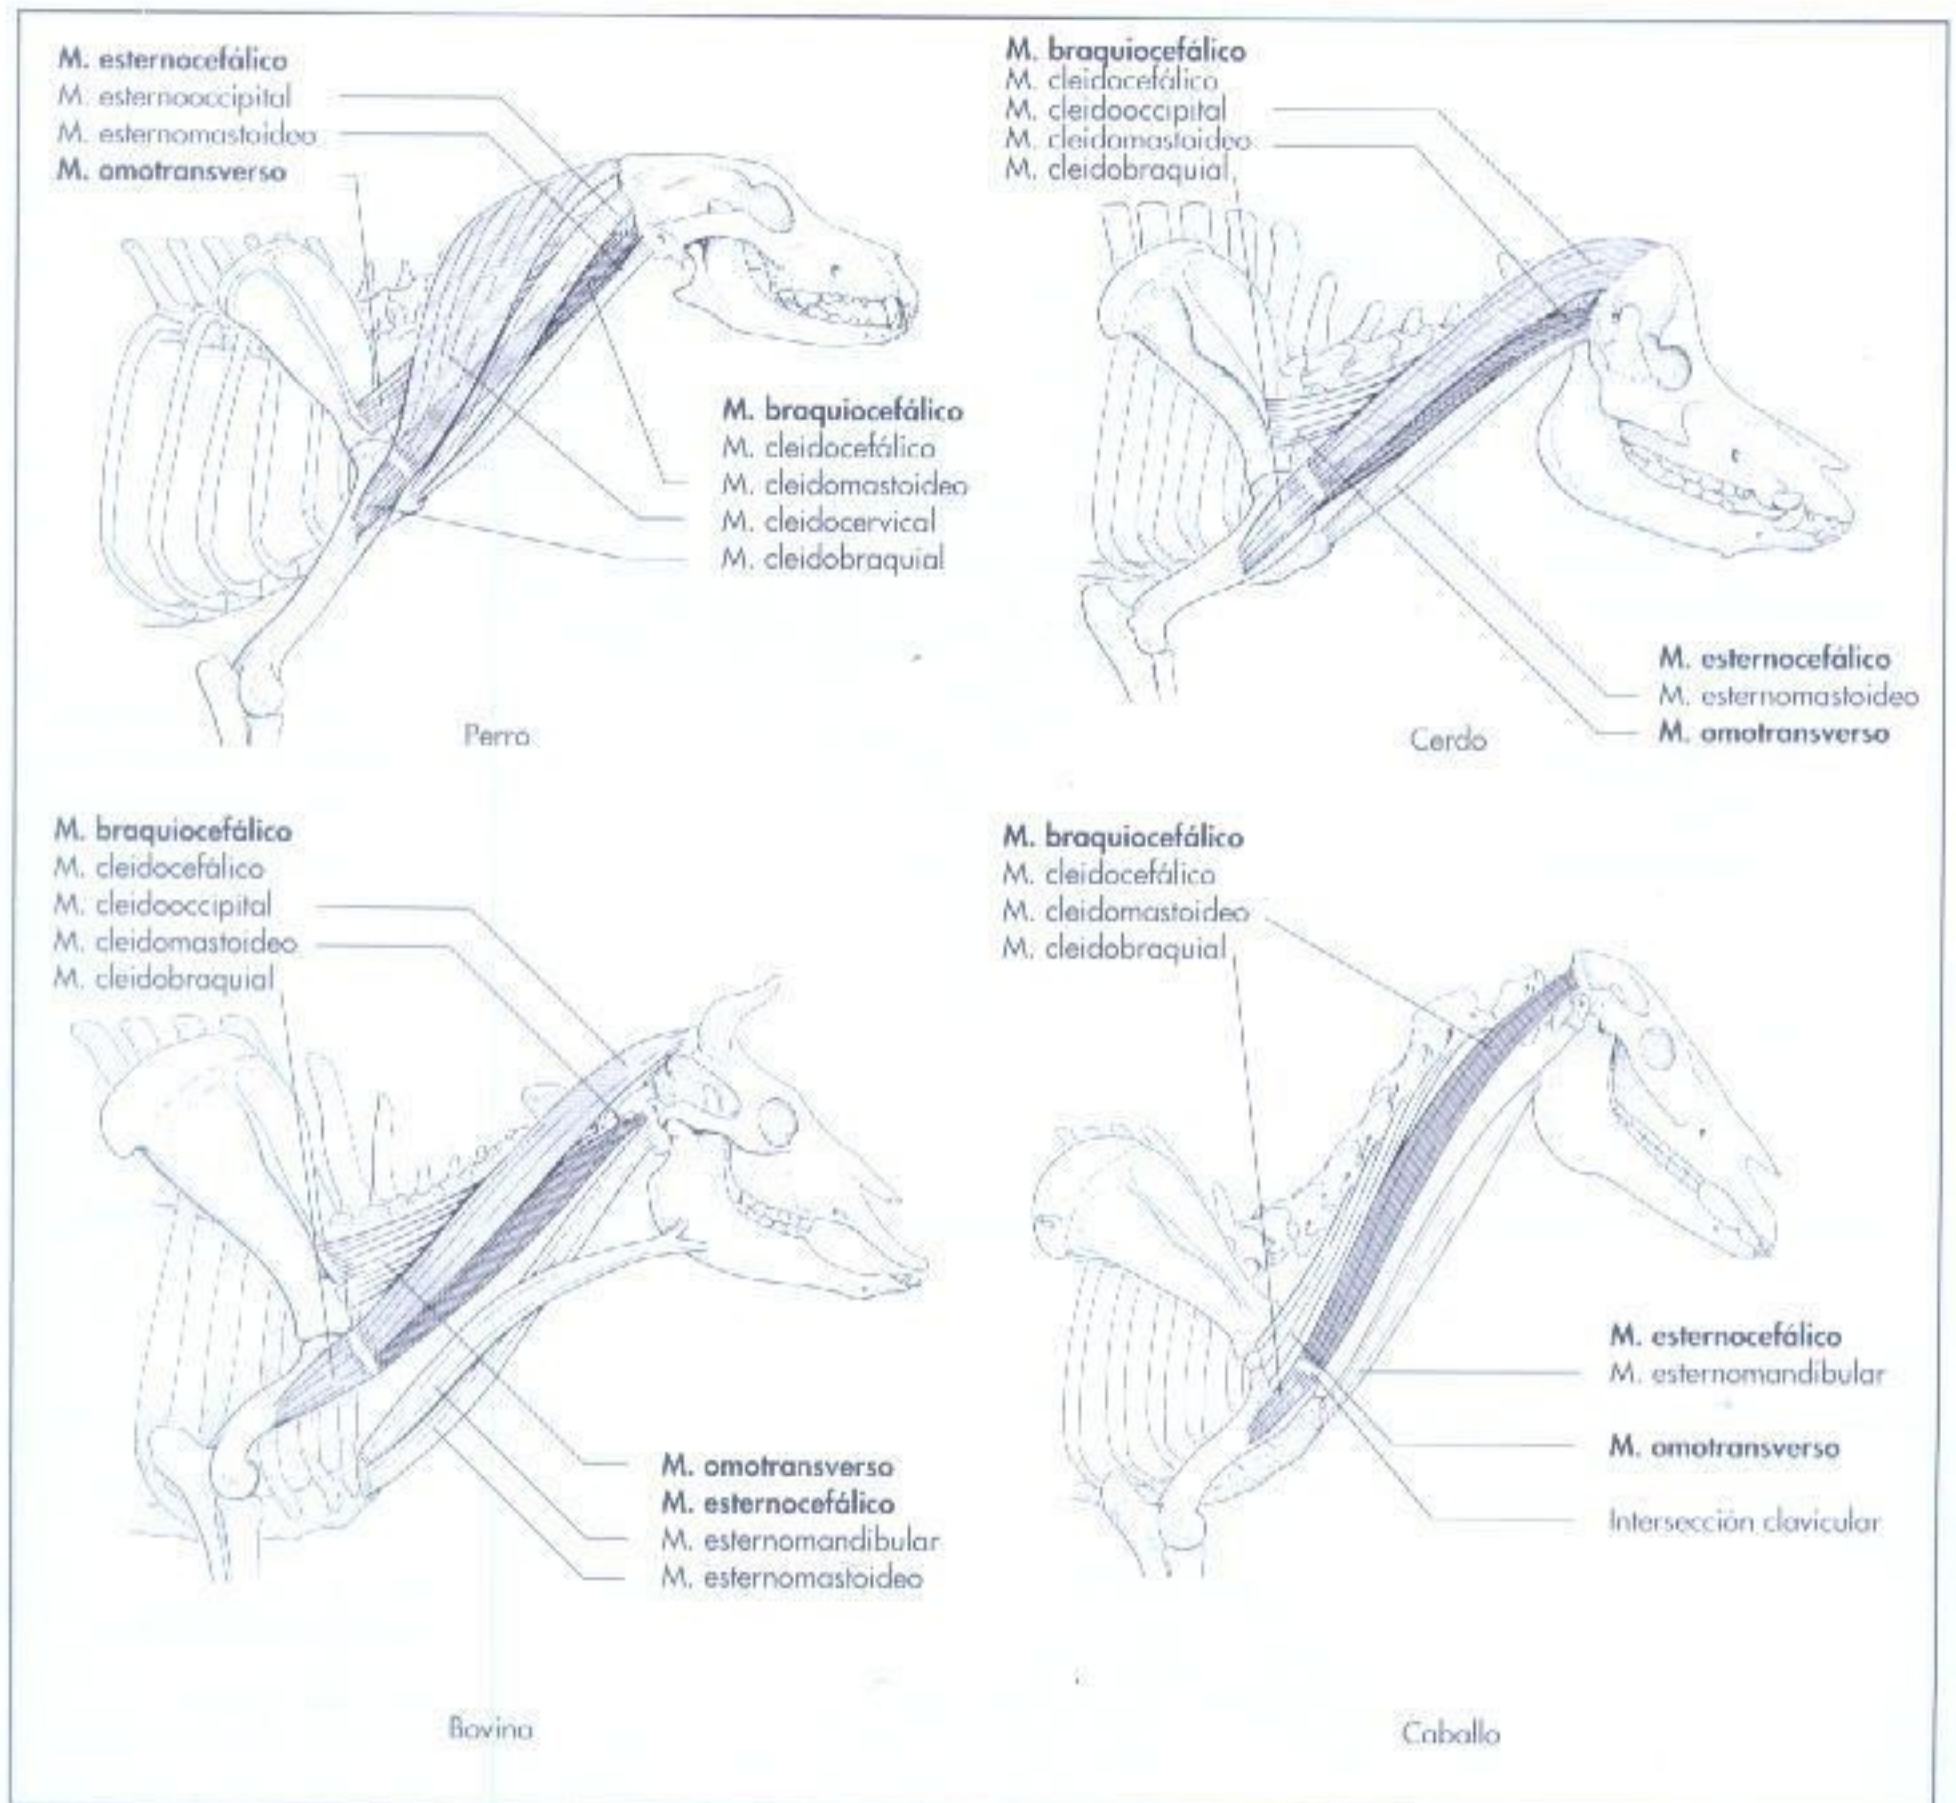 M. esternocefálico
M. esternooccipital
M. esternomastoideo
M. omotransverso
M. braquiocefálico
M. cleidocefálico
M. cleidomastoideo
M. cleidocervical
M. cleidobraquial
Perro
M. braquiocefálico
M. cleidocefálico
M. cleidooccipital
M. cleidomastoideo
M. cleidobraquial
M. esternocefálico
M. esternomastoideo
M. omotransverso
Cerdo
M. braquiocefálico
M. cleidocefálico
M. cleidooccipital
M. cleidomastoideo
M. cleidobraquial
M. omotransverso
M. esternocefálico
M. esternomandibular
M. esternomastoideo
Bovino
M. braquiocefálico
M. cleidocefálico
M. cleidomastoideo
M. cleidobraquial
M. esternocefálico
M. esternomandibular
M. omotransverso
Intersección clavicular
Caballo